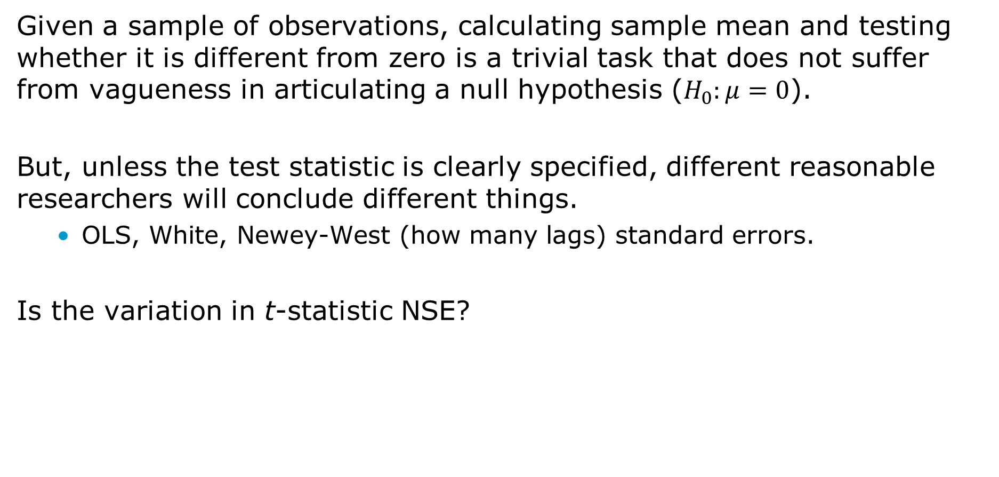 Given a sample of observations, calculating sample mean and testing
whether it is different from zero is a trivial task that does not suffer
from vagueness in articulating a null hypothesis (H₀: μ = 0).
But, unless the test statistic is clearly specified, different reasonable
researchers will conclude different things.
• OLS, White, Newey-West (how many lags) standard errors.
Is the variation in t-statistic NSE?